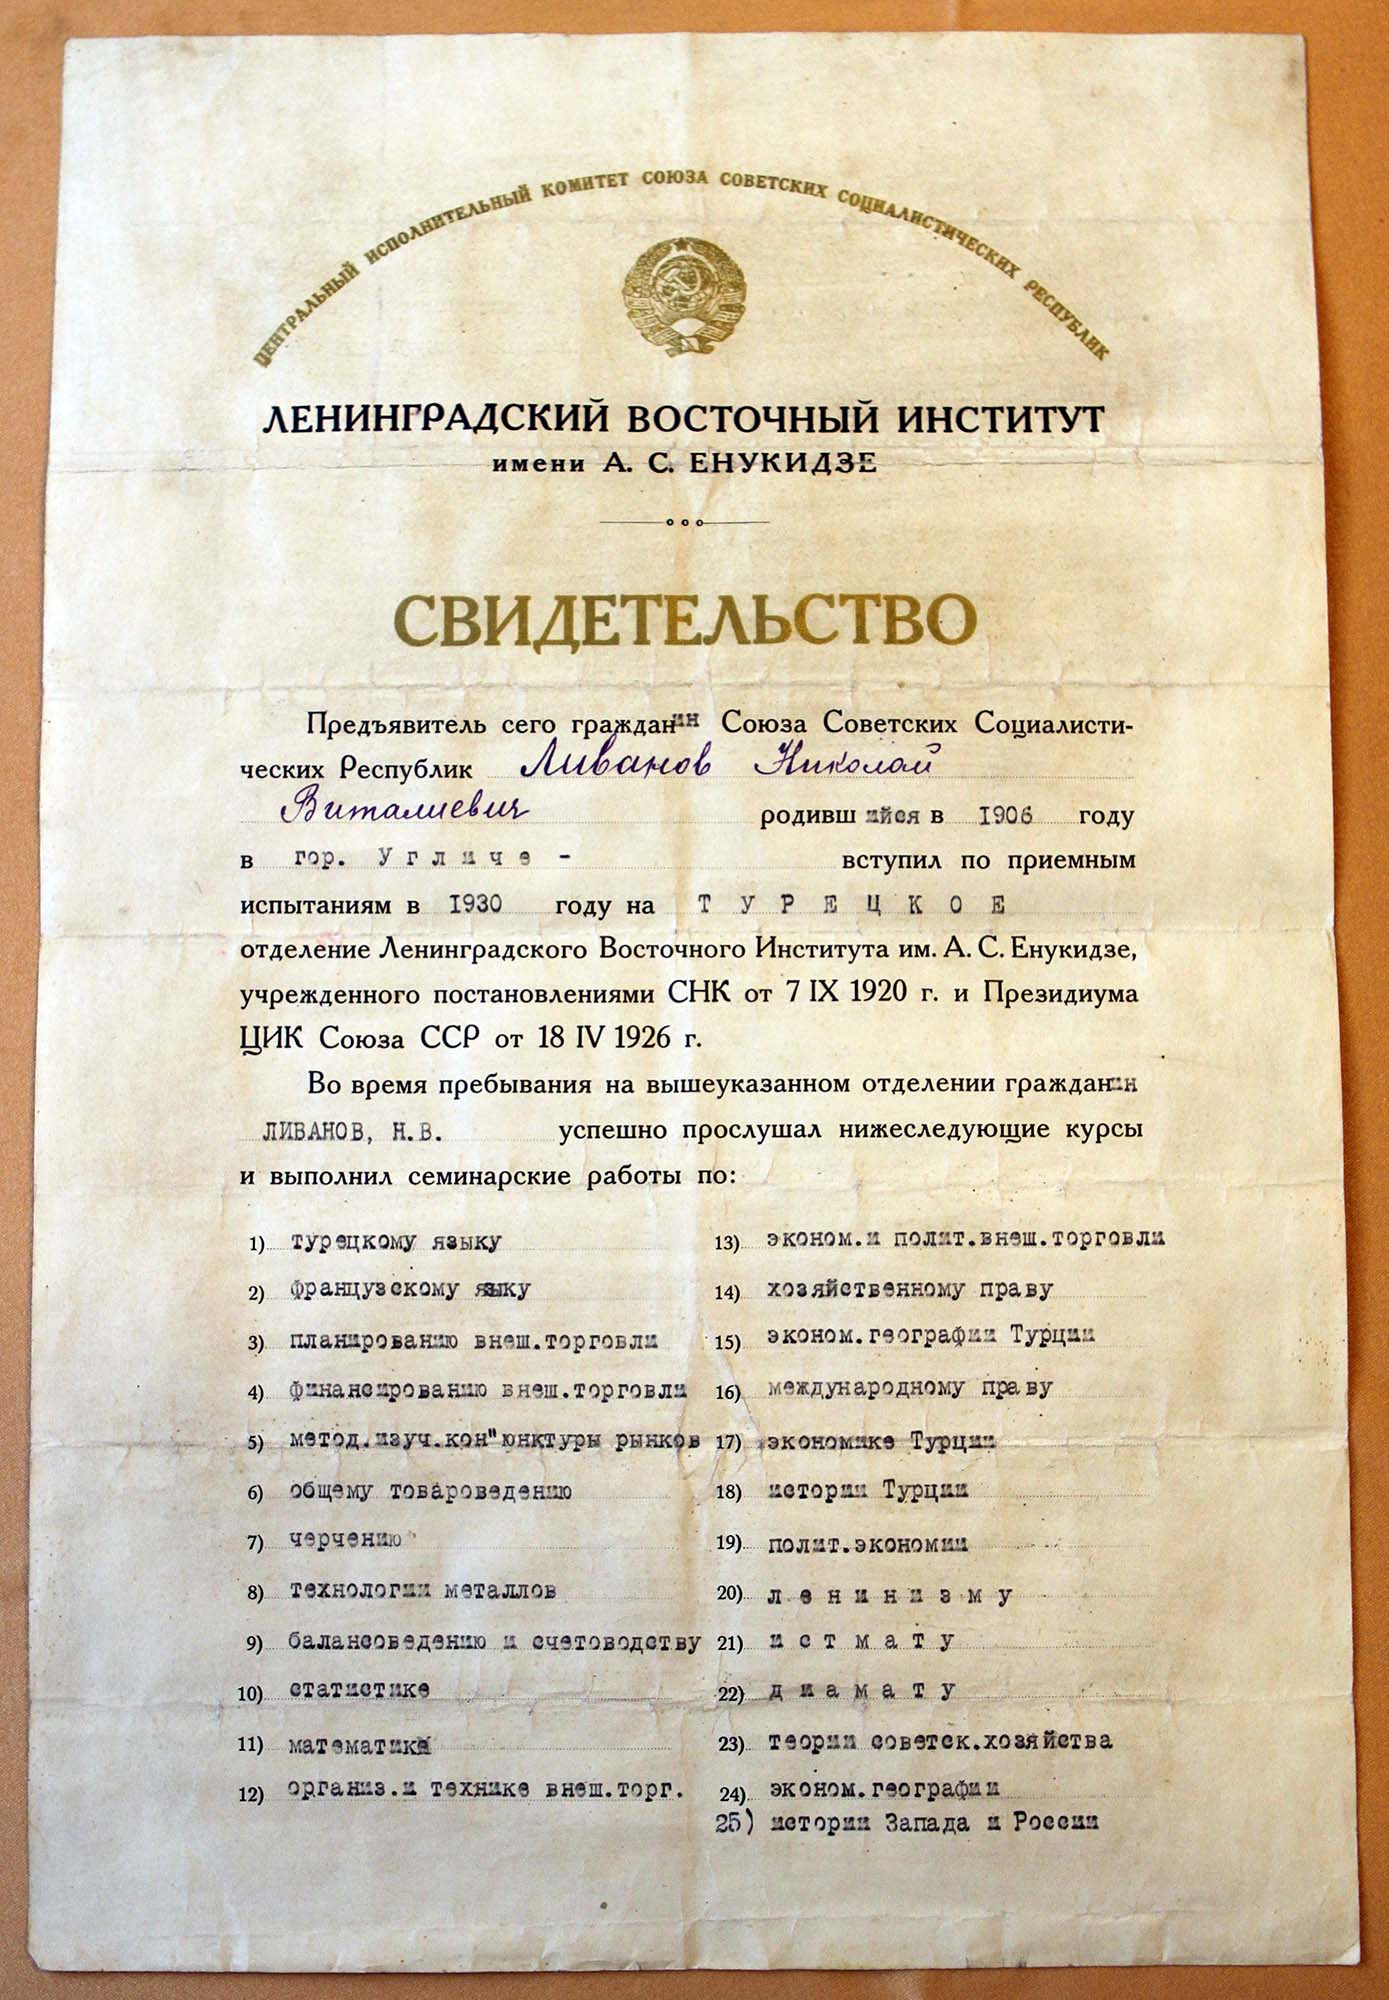 ЦЕНТРАЛЬНЫЙ ИСПОЛНИТЕЛЬНЫЙ КОМИТЕТ СОЮЗА СОВЕТСКИХ СОЦИАЛИСТИЧЕСКИХ РЕСПУБЛИК
ЛЕНИНГРАДСКИЙ ВОСТОЧНЫЙ ИНСТИТУТ
имени А. С. ЕНУКИДЗЕ
СВИДЕТЕЛЬСТВО
Предъявитель сего гражданин Союза Советских Социалисти-
ческих Республик Ливанов Николай
Виталиевич родившийся в 1906 году
в гор. Угличе - вступил по приемным
испытаниям в 1930 году на ТУРЕЦКОЕ
отделение Ленинградского Восточного Института им. А. С. Енукидзе,
учрежденного постановлениями СНК от 7 IX 1920 г. и Президиума
ЦИК Союза ССР от 18 IV 1926 г.
Во время пребывания на вышеуказанном отделении гражданин
ЛИВАНОВ, Н.В. успешно прослушал нижеследующие курсы
и выполнил семинарские работы по:
1) турецкому языку
2) французскому языку
3) планированию внеш.торговли
4) финансированию внеш.торговли
5) метод.изуч.кон"юнктуры рынков
6) общему товароведению
7) черчению
8) технологии металлов
9) балансоведению и счетоводству
10) статистике
11) математике
12) организ.и технике внеш.торг.
13) эконом.и полит.внеш.торговли
14) хозяйственному праву
15) эконом.географии Турции
16) международному праву
17) экономике Турции
18) истории Турции
19) полит.экономии
20) ленинизму
21) истмату
22) диамату
23) теории советск.хозяйства
24) эконом.географии
25) истории Запада и России